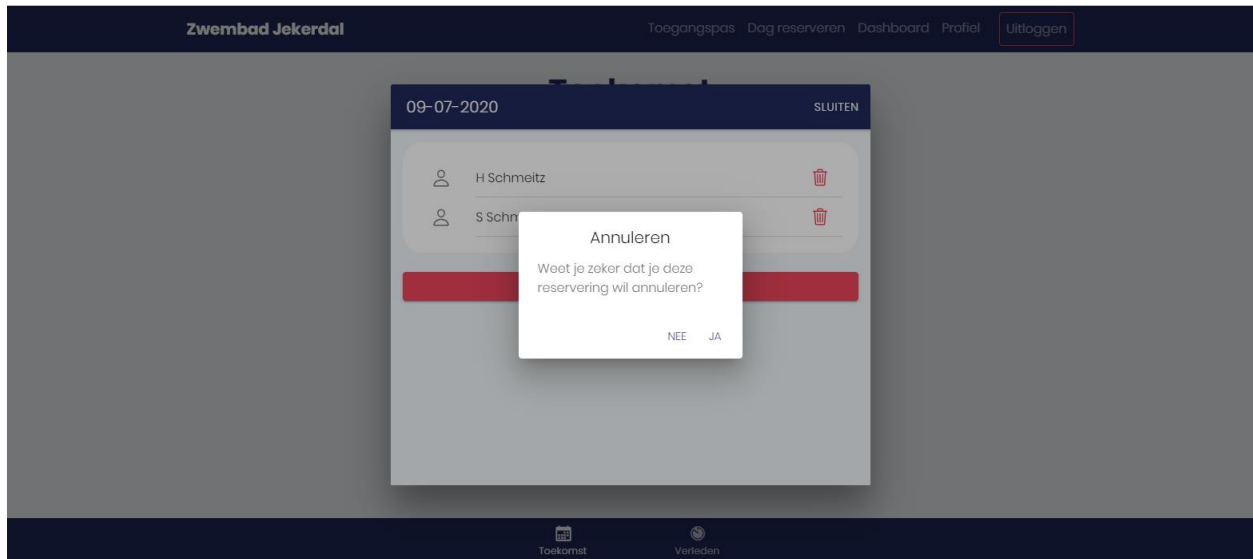 Zwembad Jekerdal
Toegangspas Dag reserveren Dashboard Profiel Uitloggen
09-07-2020 SLUITEN
H Schmeitz
S
Annuleren
Weet je zeker dat je deze
reservering wil annuleren?
NEE JA
Toekomst Verleden